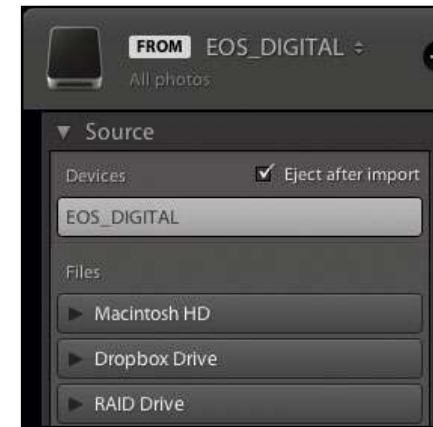 FROM EOS_DIGITAL
All photos
Source
Devices Eject after import
EOS_DIGITAL
Files
Macintosh HD
Dropbox Drive
RAID Drive